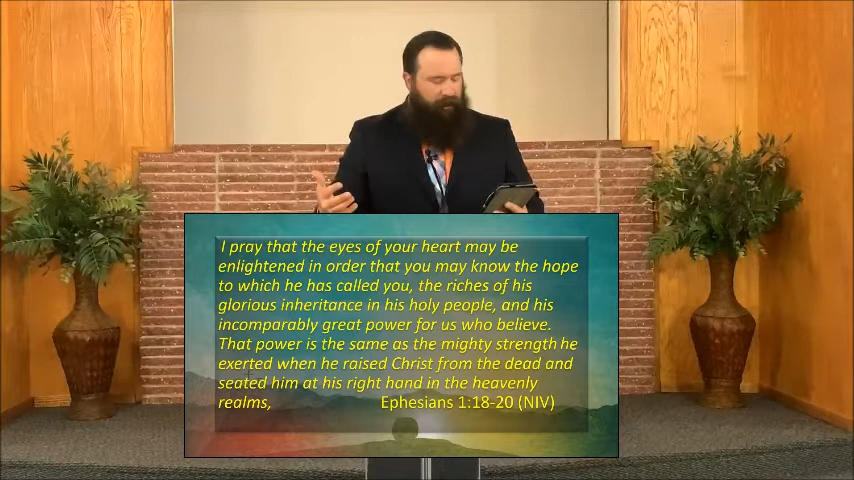 I pray that the eyes of your heart may be
enlightened in order that you may know the hope
to which he has called you, the riches of his
glorious inheritance in his holy people, and his
incomparably great power for us who believe.
That power is the same as the mighty strength he
exerted when he raised Christ from the dead and
seated him at his right hand in the heavenly
realms, Ephesians 1:18-20 (NIV)